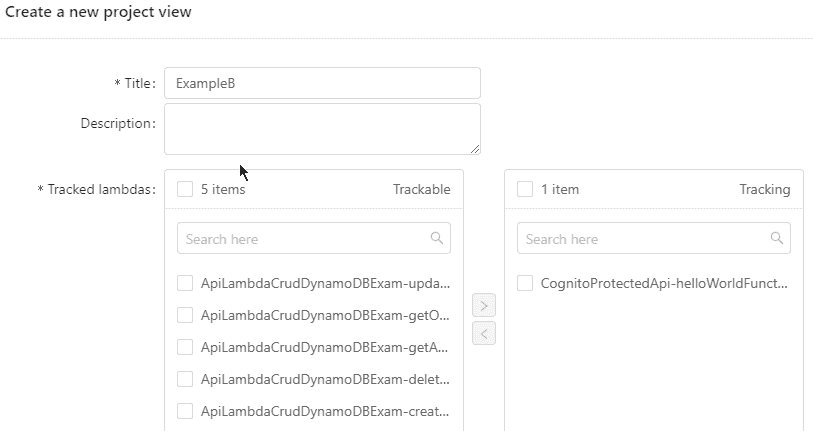 Create a new project view
* Title: ExampleB
Description:
* Tracked lambdas: 5 items Trackable 1 item Tracking
Search here Search here
ApiLambdaCrudDynamoDBExam-upda... CognitoProtectedApi-helloWorldFunct...
ApiLambdaCrudDynamoDBExam-getO...
ApiLambdaCrudDynamoDBExam-getA...
ApiLambdaCrudDynamoDBExam-delet...
ApiLambdaCrudDynamoDBExam-creat...